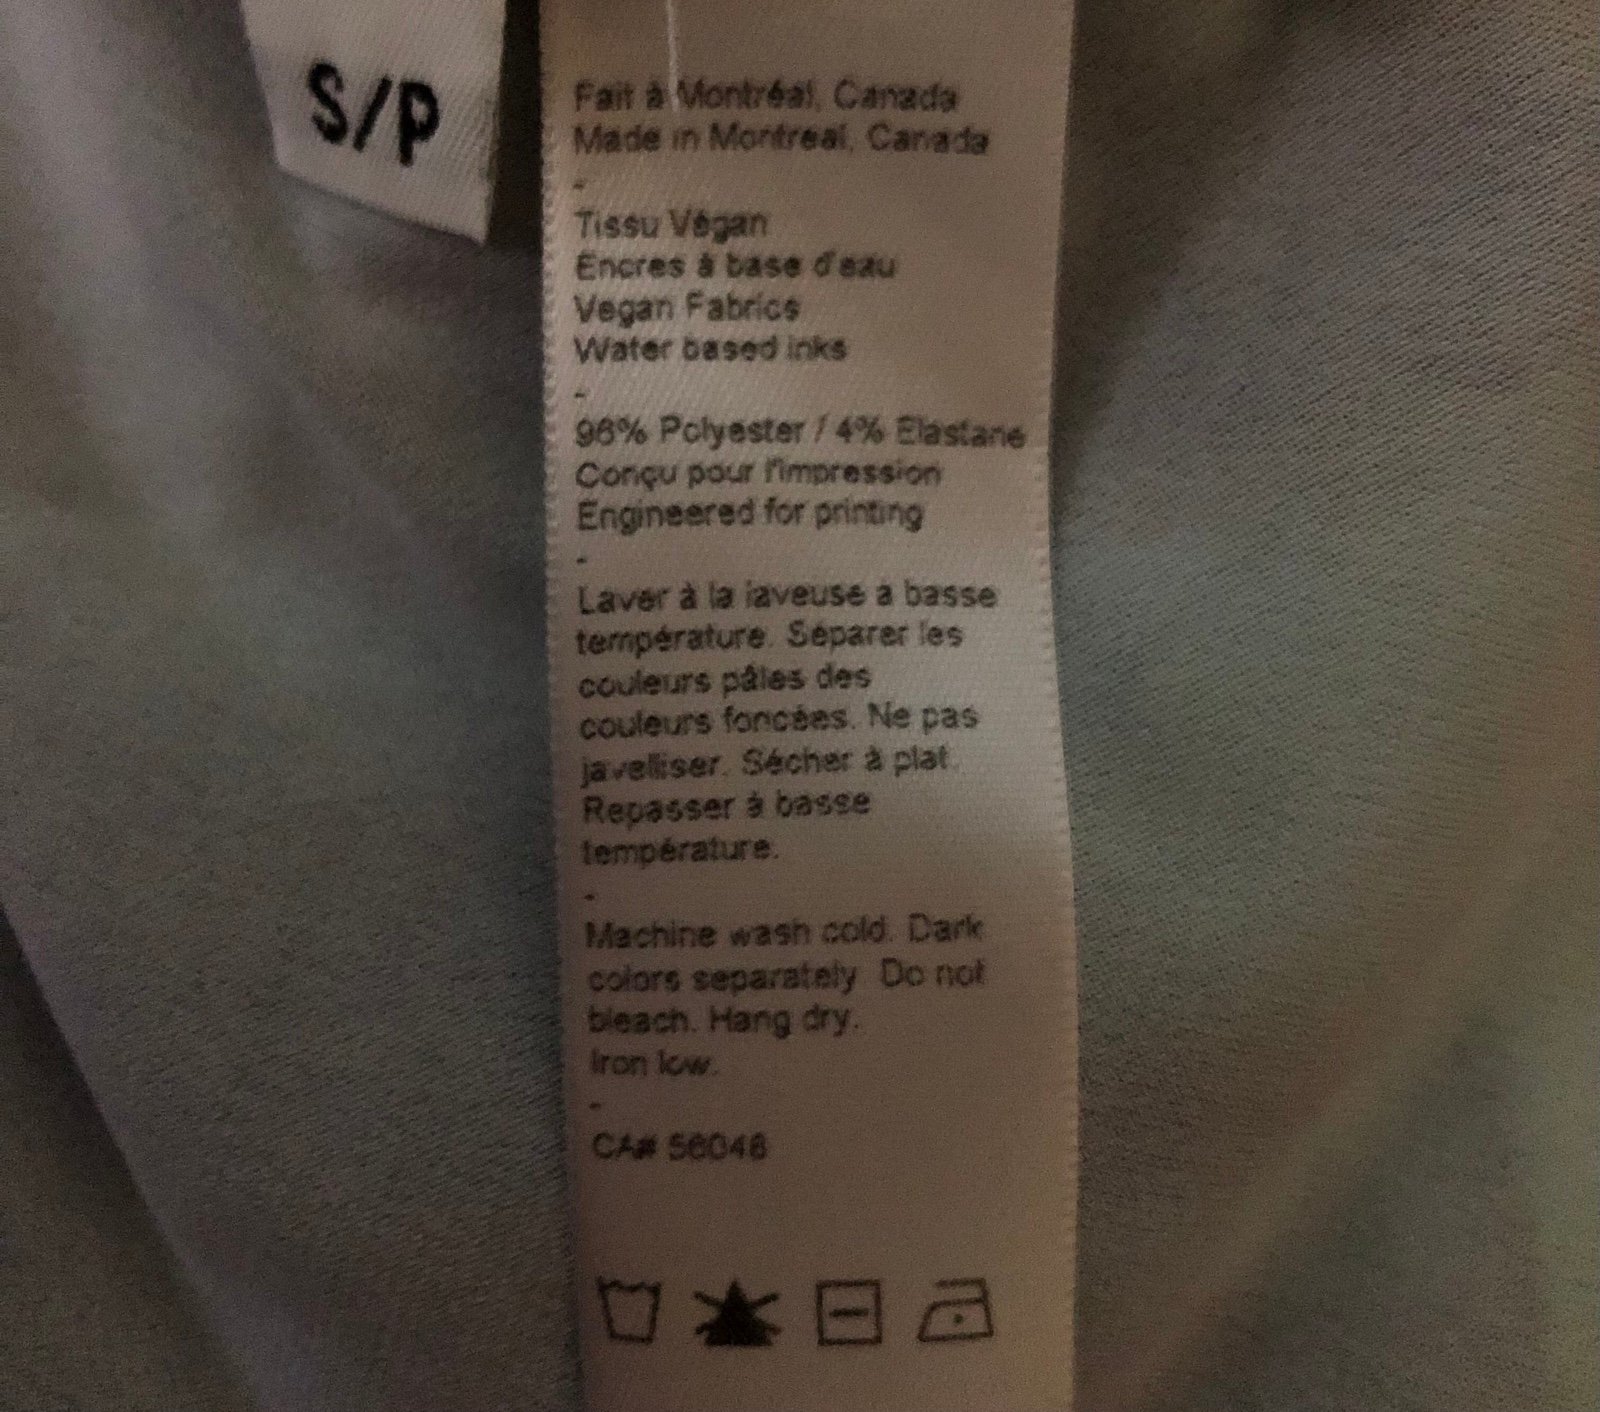 S/P
Fait à Montréal, Canada
Made in Montreal, Canada
-
Tissu Végan
Encres à base d'eau
Vegan Fabrics
Water based inks
-
96% Polyester / 4% Elastane
Conçu pour l'impression
Engineered for printing
-
Laver à la laveuse à basse
température. Séparer les
couleurs pâles des
couleurs foncées. Ne pas
javelliser. Sécher à plat.
Repasser à basse
température.
-
Machine wash cold. Dark
colors separately. Do not
bleach. Hang dry.
Iron low.
-
CA# 56048